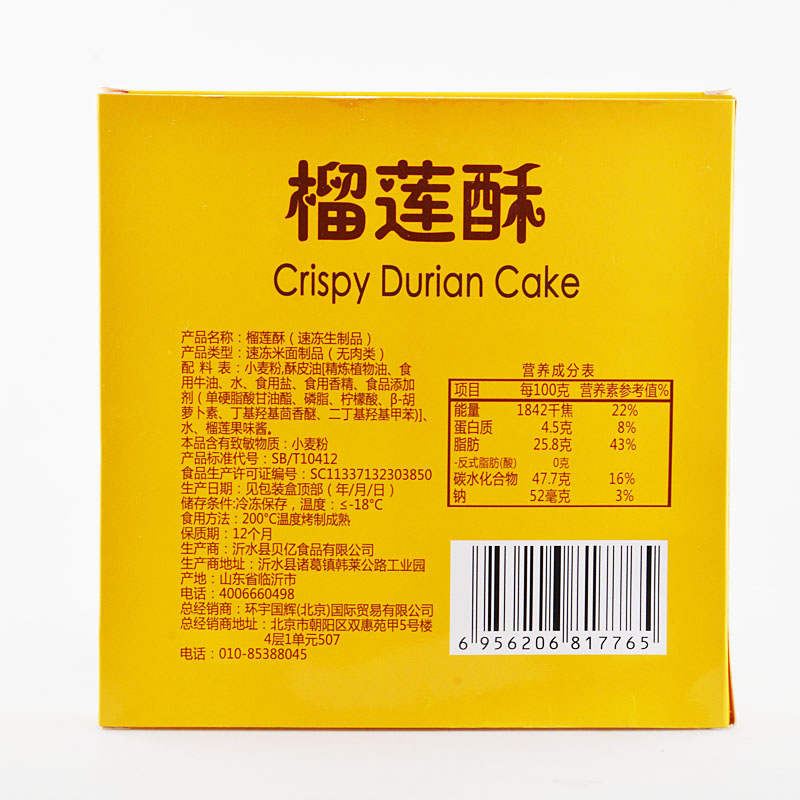 榴莲酥
Crispy Durian Cake
产品名称：榴莲酥（速冻生制品）
产品类型：速冻米面制品（无肉类）
配 料 表：小麦粉,酥皮油[精炼植物油、食
用牛油、水、食用盐、食用香精、食品添加
剂（单硬脂酸甘油酯、磷脂、柠檬酸、β-胡
萝卜素、丁基羟基茴香醚、二丁基羟基甲苯)]、
水、榴莲果味酱。
本品含有致敏物质：小麦粉
产品标准代号：SB/T10412
食品生产许可证编号：SC11337132303850
生产日期：见包装盒顶部（年/月/日）
储存条件:冷冻保存，温度：≤-18°C
食用方法：200°C温度烤制成熟
保质期：12个月
生产商：沂水县贝亿食品有限公司
生产商地址：沂水县诸葛镇韩莱公路工业园
产地：山东省临沂市
电话：4006660498
总经销商：环宇国辉(北京)国际贸易有限公司
总经销商地址：北京市朝阳区双惠苑甲5号楼
4层1单元507
电话：010-85388045
营养成分表
项目 每100克 营养素参考值%
能量 1842千焦 22%
蛋白质 4.5克 8%
脂肪 25.8克 43%
-反式脂肪(酸) 0克
碳水化合物 47.7克 16%
钠 52毫克 3%
6 956206 817765